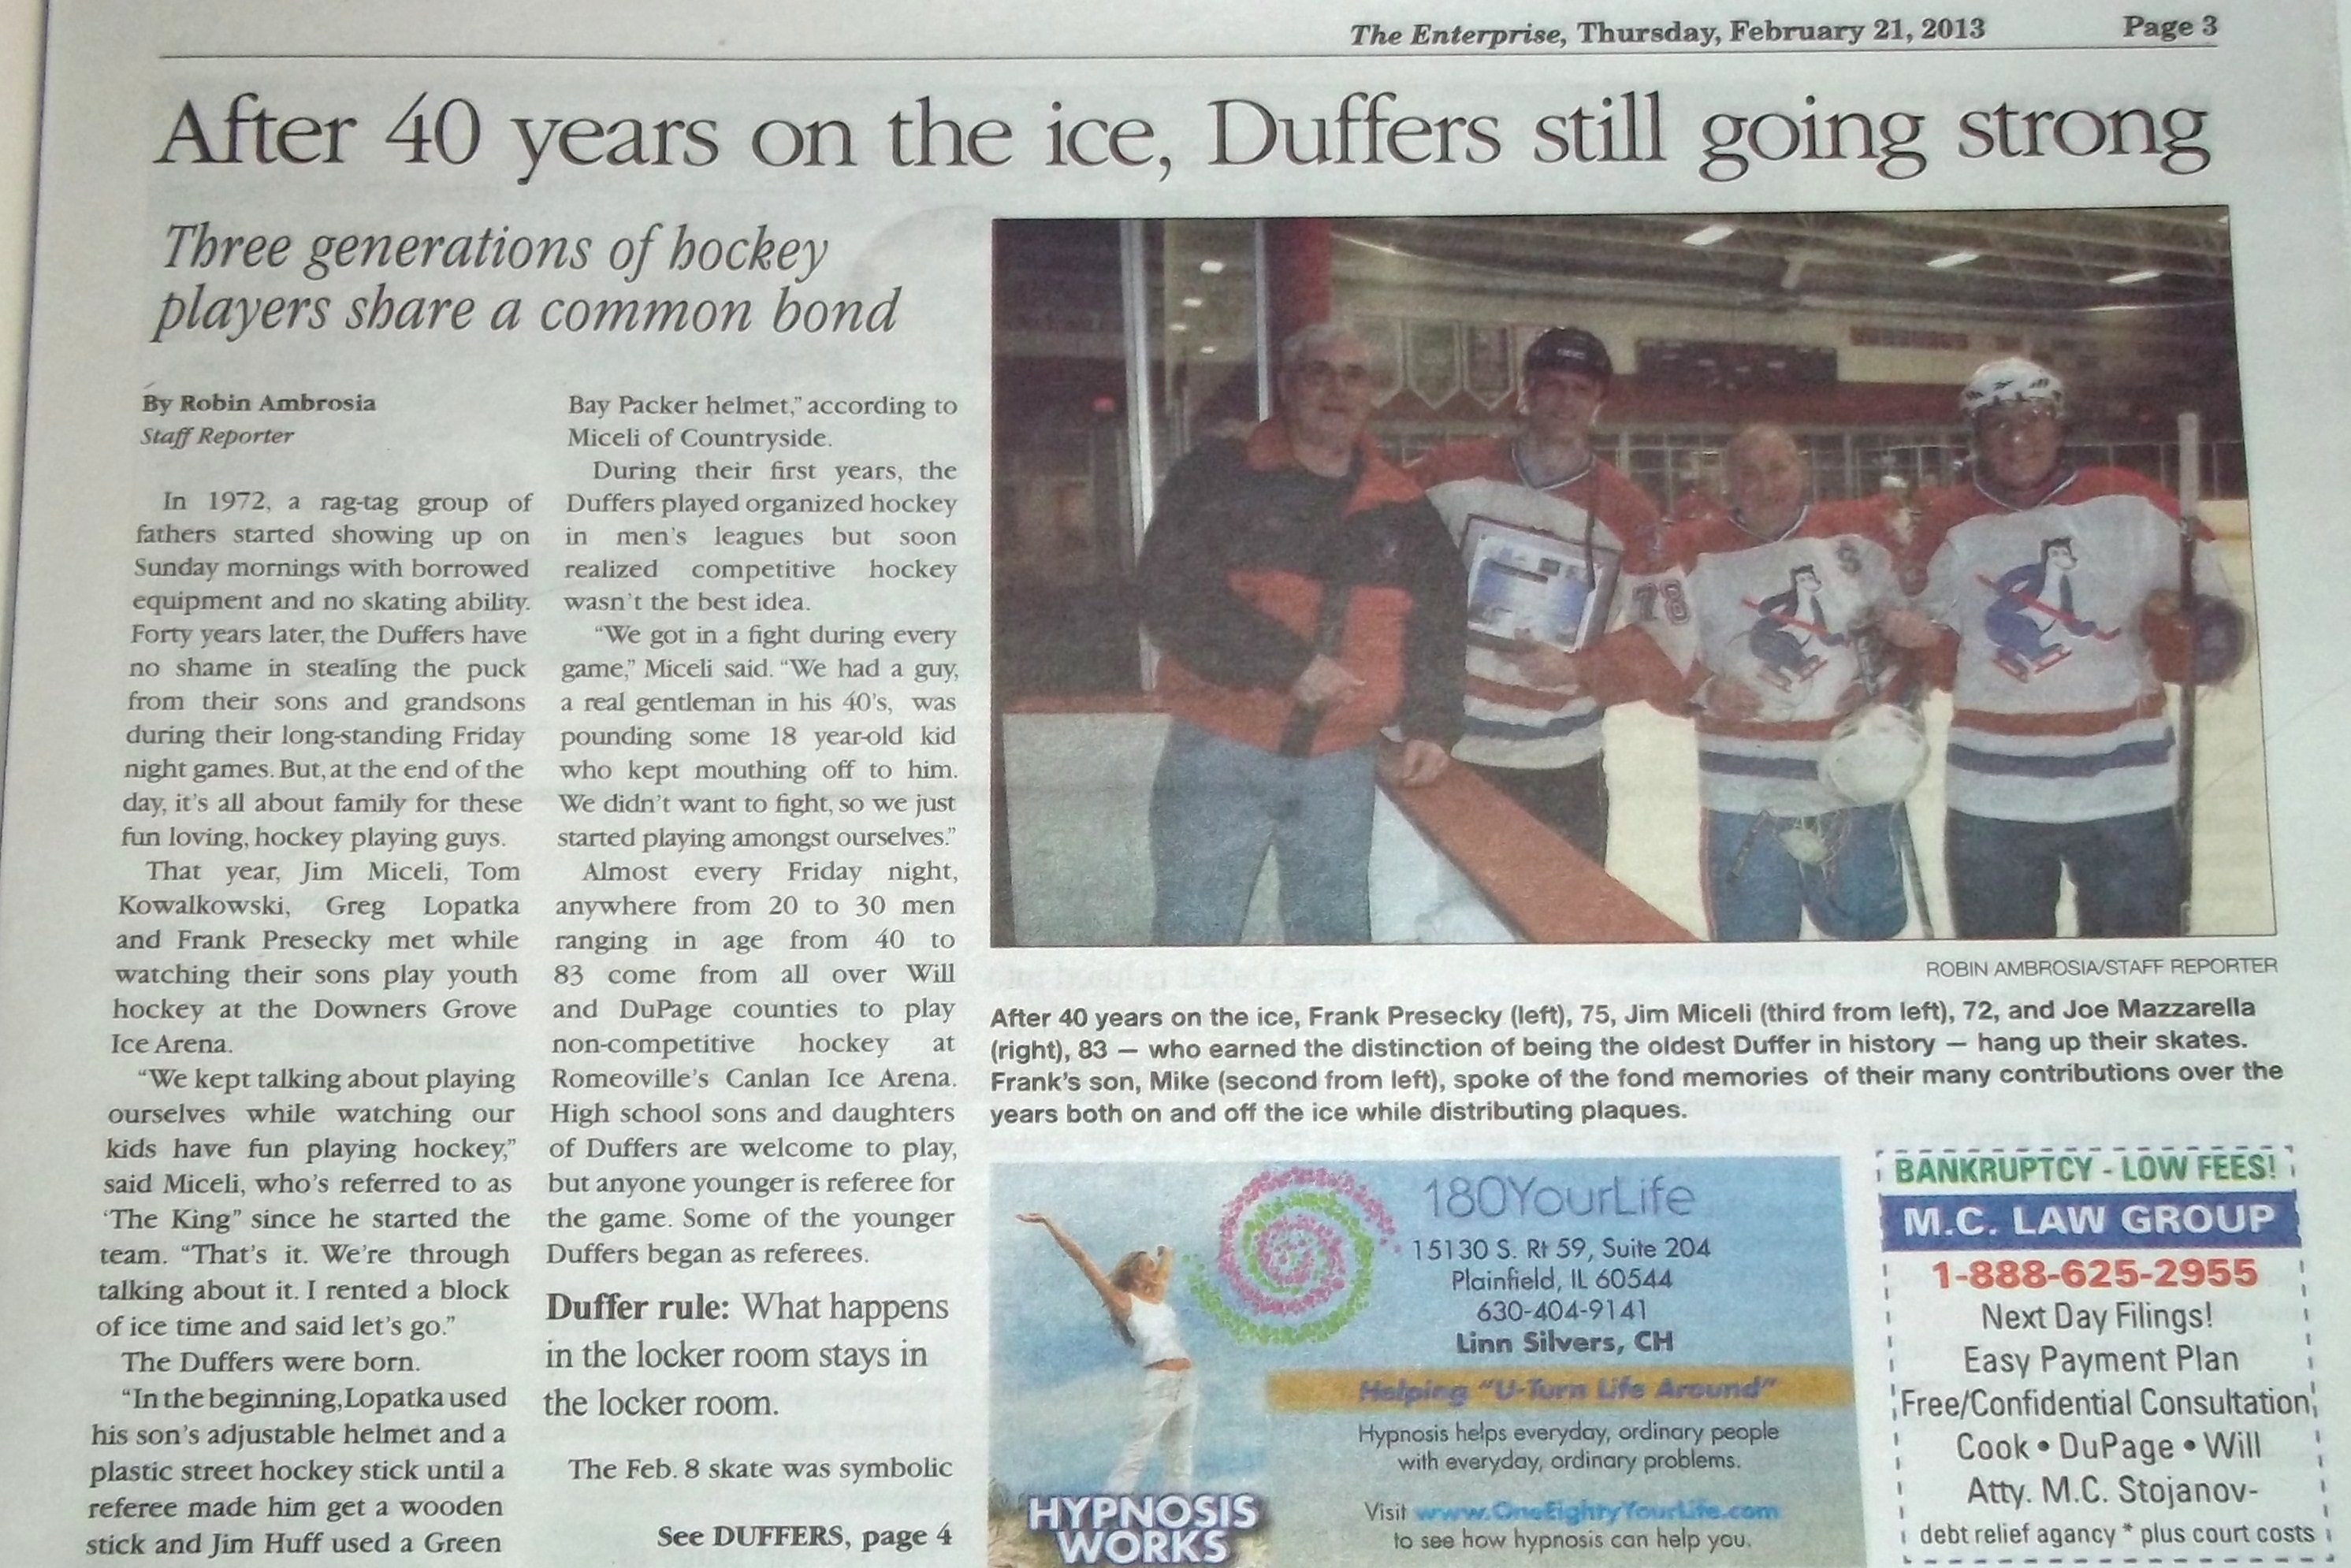 The Enterprise, Thursday, February 21, 2013 Page 3
After 40 years on the ice, Duffers still going strong
Three generations of hockey
players share a common bond
By Robin Ambrosia
Staff Reporter
In 1972, a rag-tag group of
fathers started showing up on
Sunday mornings with borrowed
equipment and no skating ability.
Forty years later, the Duffers have
no shame in stealing the puck
from their sons and grandsons
during their long-standing Friday
night games. But, at the end of the
day, it's all about family for these
fun loving, hockey playing guys.
That year, Jim Miceli, Tom
Kowalkowski, Greg Lopatka
and Frank Presecky met while
watching their sons play youth
hockey at the Downers Grove
Ice Arena.
“We kept talking about playing
ourselves while watching our
kids have fun playing hockey,”
said Miceli, who's referred to as
‘The King” since he started the
team. “That's it. We're through
talking about it. I rented a block
of ice time and said let's go.”
The Duffers were born.
“In the beginning, Lopatka used
his son's adjustable helmet and a
plastic street hockey stick until a
referee made him get a wooden
stick and Jim Huff used a Green
Bay Packer helmet,” according to
Miceli of Countryside.
During their first years, the
Duffers played organized hockey
in men's leagues but soon
realized competitive hockey
wasn't the best idea.
“We got in a fight during every
game,” Miceli said. “We had a guy,
a real gentleman in his 40's, was
pounding some 18 year-old kid
who kept mouthing off to him.
We didn't want to fight, so we just
started playing amongst ourselves.”
Almost every Friday night,
anywhere from 20 to 30 men
ranging in age from 40 to
83 come from all over Will
and DuPage counties to play
non-competitive hockey at
Romeoville's Canlan Ice Arena.
High school sons and daughters
of Duffers are welcome to play,
but anyone younger is referee for
the game. Some of the younger
Duffers began as referees.
Duffer rule: What happens
in the locker room stays in
the locker room.
The Feb. 8 skate was symbolic
See DUFFERS, page 4
78
ROBIN AMBROSIA/STAFF REPORTER
After 40 years on the ice, Frank Presecky (left), 75, Jim Miceli (third from left), 72, and Joe Mazzarella
(right), 83 — who earned the distinction of being the oldest Duffer in history — hang up their skates.
Frank's son, Mike (second from left), spoke of the fond memories of their many contributions over the
years both on and off the ice while distributing plaques.
180YourLife
15130 S. Rt 59, Suite 204
Plainfield, IL 60544
630-404-9141
Linn Silvers, CH
Helping “U-Turn Life Around”
Hypnosis helps everyday, ordinary people
with everyday, ordinary problems.
Visit www.OneEightyYourLife.com
to see how hypnosis can help you.
HYPNOSIS
WORKS
BANKRUPTCY - LOW FEES!
M.C. LAW GROUP
1-888-625-2955
Next Day Filings!
Easy Payment Plan
Free/Confidential Consultation
Cook • DuPage • Will
Atty. M.C. Stojanov-
debt relief agency * plus court costs